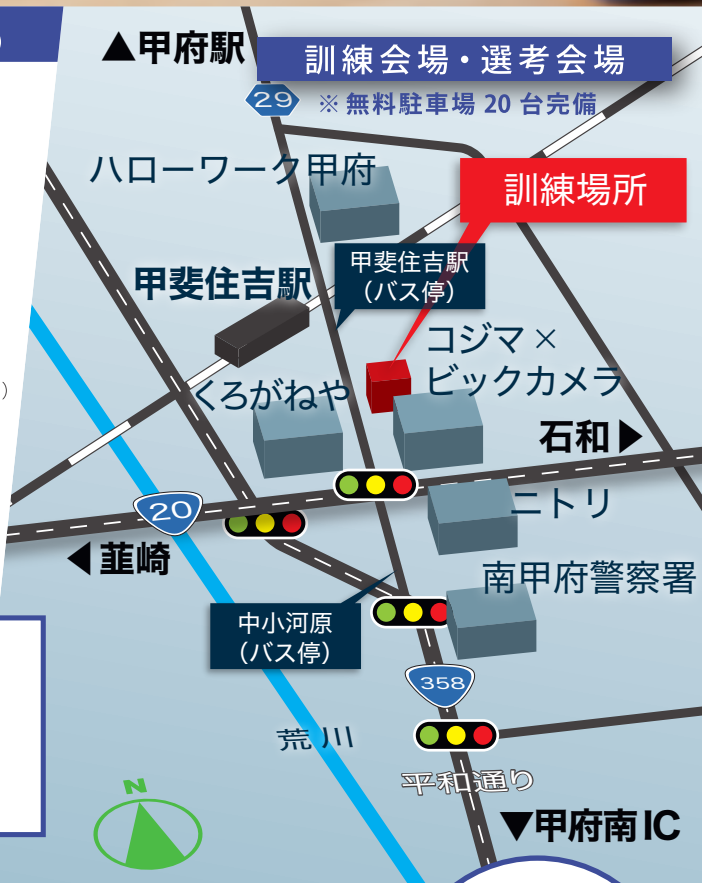 ▲甲府駅
訓練会場・選考会場
29
※無料駐車場20台完備
ハローワーク甲府
訓練場所
甲斐住吉駅
(バス停)
甲斐住吉駅
コジマ×
ビックカメラ
)
くろがねや
石和▶
20
ニトリ
◀韮崎
南甲府警察署
中小河原
(バス停)
358
荒川
平和通り
N
▼甲府南IC